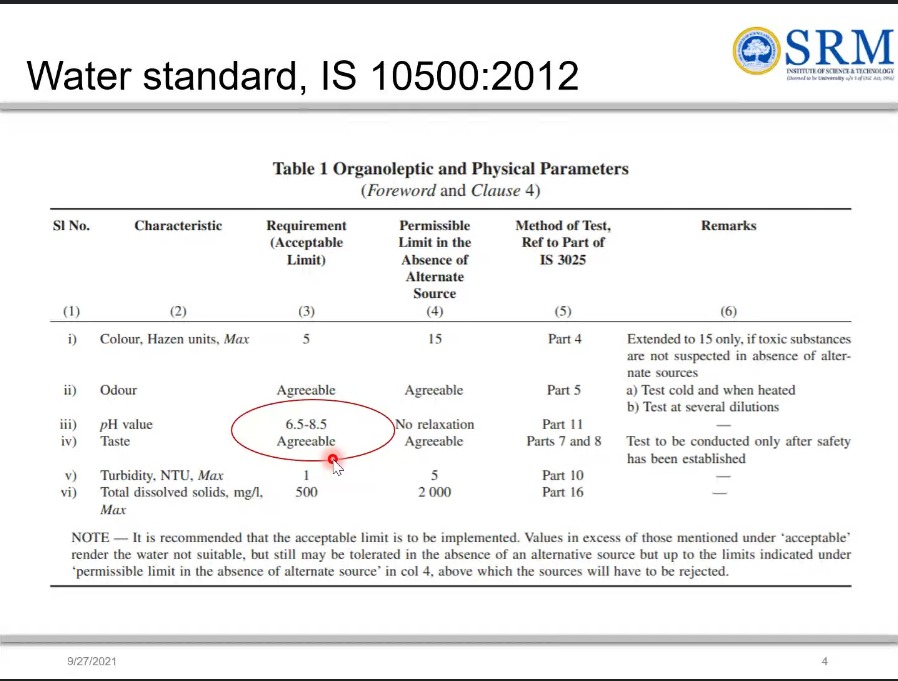 SRM
INSTITUTE OF SCIENCE & TECHNOLOGY
(Deemed to be University u/s 3 of UGC Act, 1956)
Water standard, IS 10500:2012
Table 1 Organoleptic and Physical Parameters
(Foreword and Clause 4)
Sl No. Characteristic Requirement Permissible Method of Test, Remarks
(Acceptable Limit in the Ref to Part of
Limit) Absence of IS 3025
Alternate
Source
(1) (2) (3) (4) (5) (6)
i) Colour, Hazen units, Max 5 15 Part 4 Extended to 15 only, if toxic substances
are not suspected in absence of alter-
nate sources
ii) Odour Agreeable Agreeable Part 5 a) Test cold and when heated
b) Test at several dilutions
iii) pH value 6.5-8.5 No relaxation Part 11 —
iv) Taste Agreeable Agreeable Parts 7 and 8 Test to be conducted only after safety
has been established
v) Turbidity, NTU, Max 1 5 Part 10 —
vi) Total dissolved solids, mg/l, 500 2 000 Part 16 —
Max
NOTE — It is recommended that the acceptable limit is to be implemented. Values in excess of those mentioned under ‘acceptable’
render the water not suitable, but still may be tolerated in the absence of an alternative source but up to the limits indicated under
‘permissible limit in the absence of alternate source’ in col 4, above which the sources will have to be rejected.
9/27/2021 4